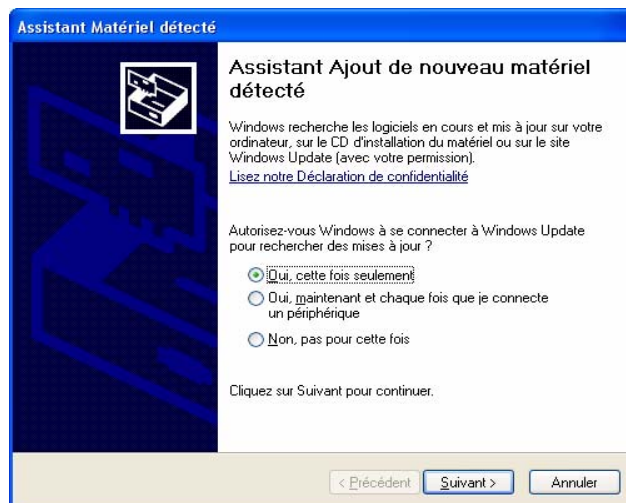 Assistant Matériel détecté
Assistant Ajout de nouveau matériel
détecté
Windows recherche les logiciels en cours et mis à jour sur votre
ordinateur, sur le CD d'installation du matériel ou sur le site
Windows Update (avec votre permission).
Lisez notre Déclaration de confidentialité
Autorisez-vous Windows à se connecter à Windows Update
pour rechercher des mises à jour ?
Oui, cette fois seulement
Oui, maintenant et chaque fois que je connecte
un périphérique
Non, pas pour cette fois
Cliquez sur Suivant pour continuer.
< Précédent
Suivant >
Annuler